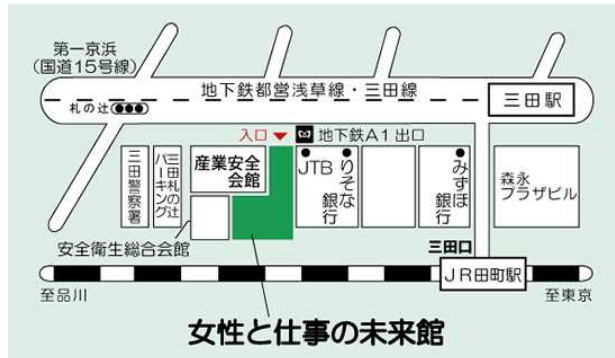 第一京浜
(国道15号線)
地下鉄都営浅草線・三田線
三田駅
札の辻
入口
地下鉄A1出口
三田警察署
三田札の辻
パーキング
産業安全
会館
JTB
りそな
銀行
みずほ
銀行
森永
プラザビル
安全衛生総合会館
三田口
JR田町駅
至品川
至東京
女性と仕事の未来館